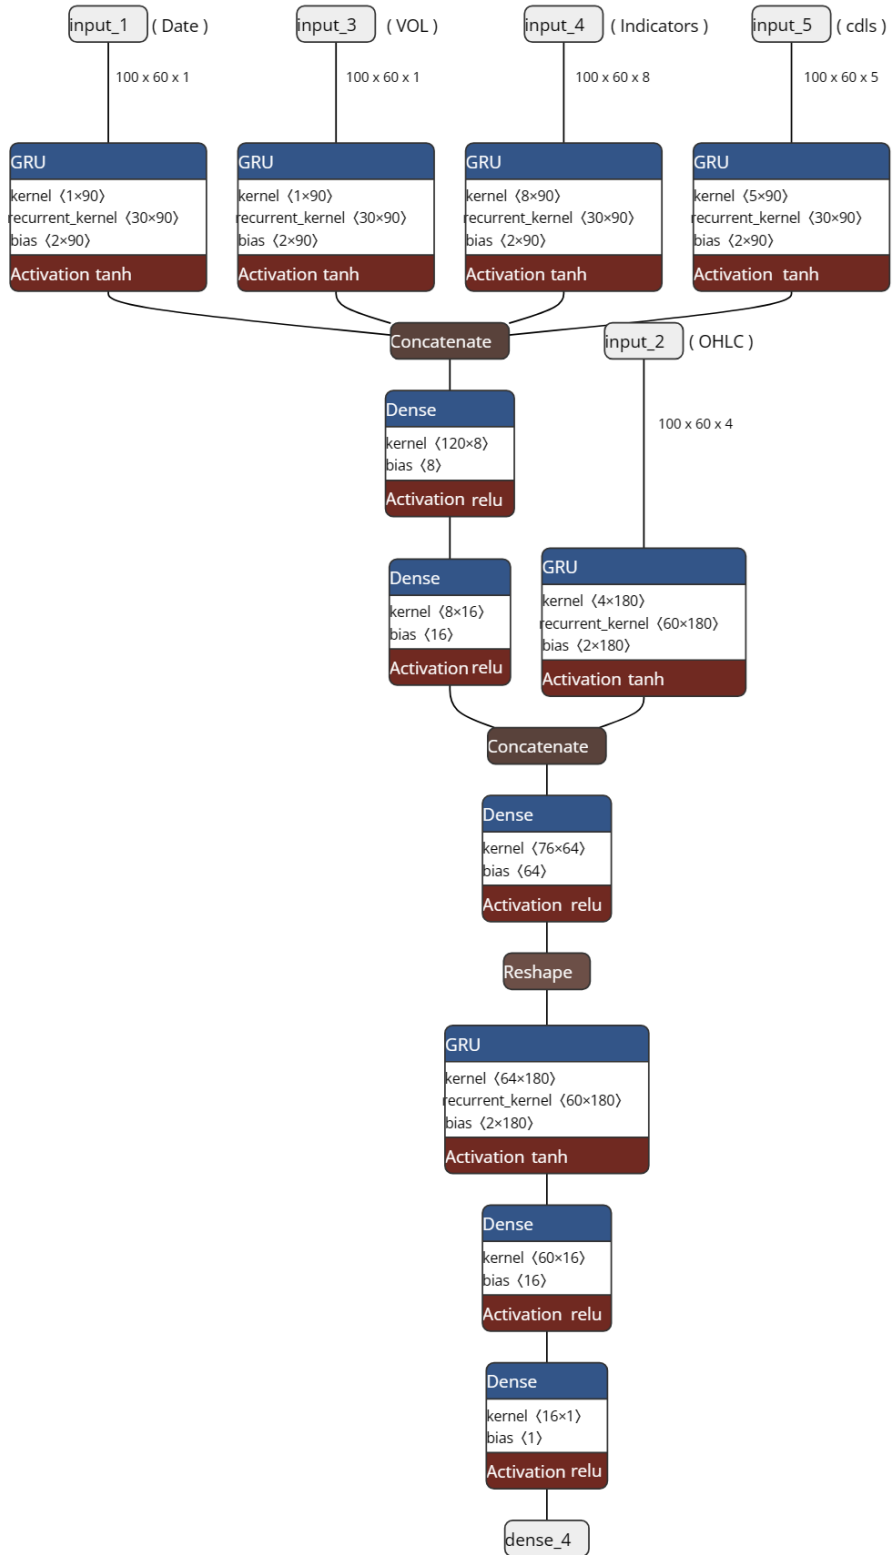 input_1 ( Date )
input_3 ( VOL )
input_4 ( Indicators )
input_5 ( cdls )
100 x 60 x 1
100 x 60 x 1
100 x 60 x 8
100 x 60 x 5
GRU
kernel 〈1×90〉
recurrent_kernel 〈30×90〉
bias 〈2×90〉
Activation tanh
GRU
kernel 〈1×90〉
recurrent_kernel 〈30×90〉
bias 〈2×90〉
Activation tanh
GRU
kernel 〈8×90〉
recurrent_kernel 〈30×90〉
bias 〈2×90〉
Activation tanh
GRU
kernel 〈5×90〉
recurrent_kernel 〈30×90〉
bias 〈2×90〉
Activation tanh
Concatenate
input_2 ( OHLC )
100 x 60 x 4
Dense
kernel 〈120×8〉
bias 〈8〉
Activation relu
Dense
kernel 〈8×16〉
bias 〈16〉
Activation relu
GRU
kernel 〈4×180〉
recurrent_kernel 〈60×180〉
bias 〈2×180〉
Activation tanh
Concatenate
Dense
kernel 〈76×64〉
bias 〈64〉
Activation relu
Reshape
GRU
kernel 〈64×180〉
recurrent_kernel 〈60×180〉
bias 〈2×180〉
Activation tanh
Dense
kernel 〈60×16〉
bias 〈16〉
Activation relu
Dense
kernel 〈16×1〉
bias 〈1〉
Activation relu
dense_4